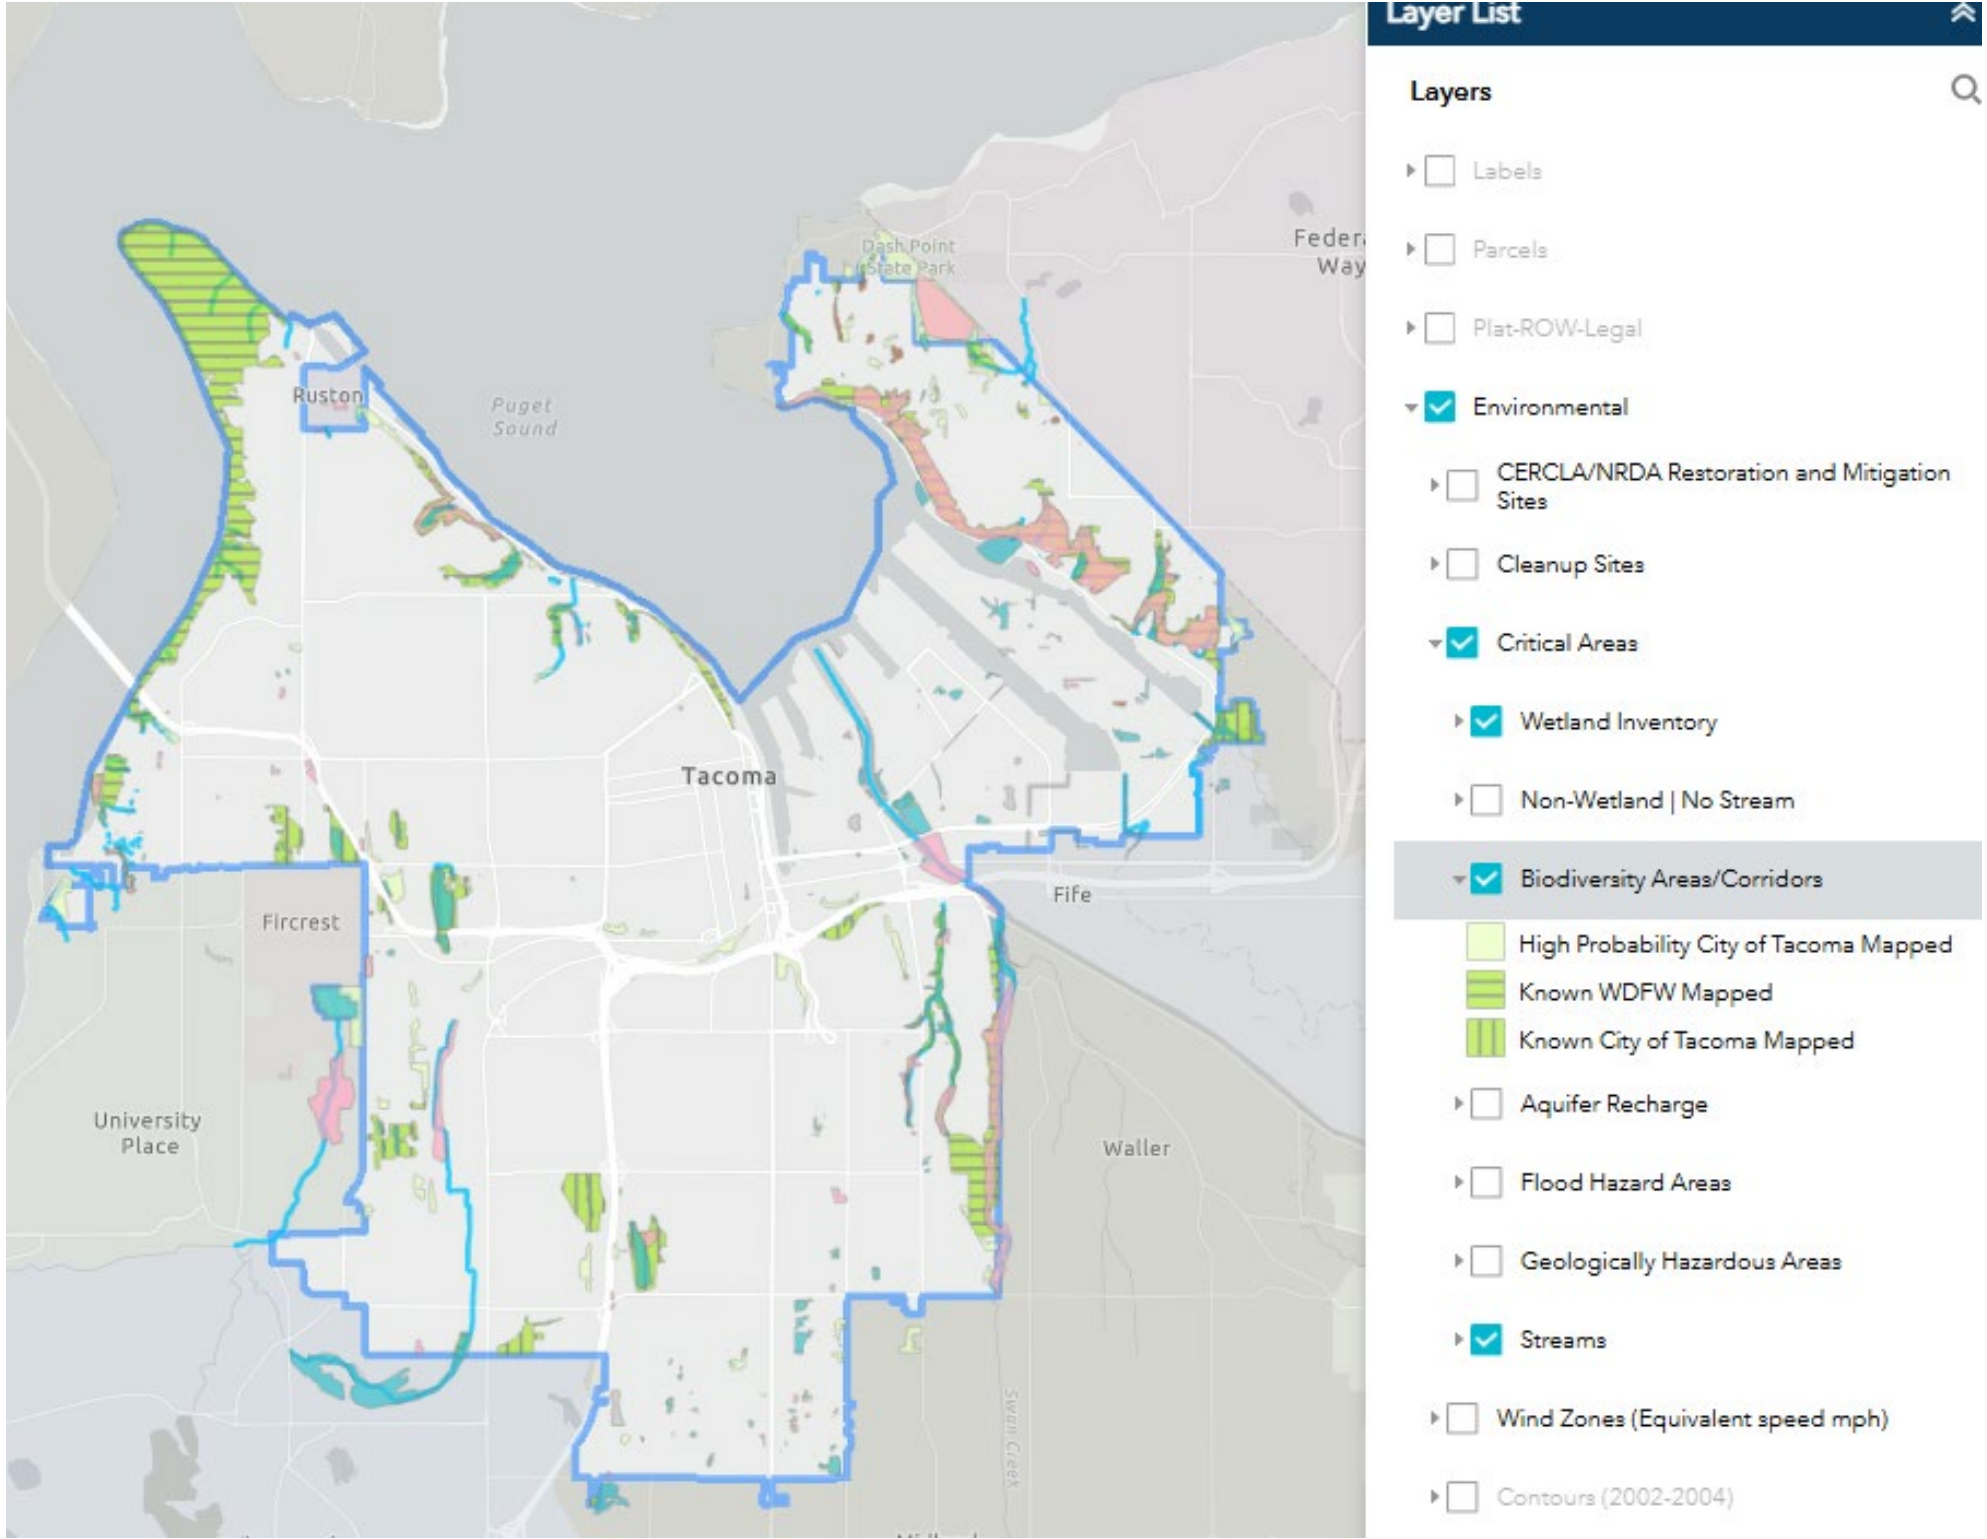 Layer List
Layers
Labels
Parcels
Plat-ROW-Legal
Environmental
CERCLA/NRDA Restoration and Mitigation
Sites
Cleanup Sites
Critical Areas
Wetland Inventory
Non-Wetland | No Stream
Biodiversity Areas/Corridors
High Probability City of Tacoma Mapped
Known WDFW Mapped
Known City of Tacoma Mapped
Aquifer Recharge
Flood Hazard Areas
Geologically Hazardous Areas
Streams
Wind Zones (Equivalent speed mph)
Contours (2002-2004)
Dash Point
State Park
Federa
Way
Ruston
Puget
Sound
Tacoma
Fife
Fircrest
University
Place
Waller
Swan Creek